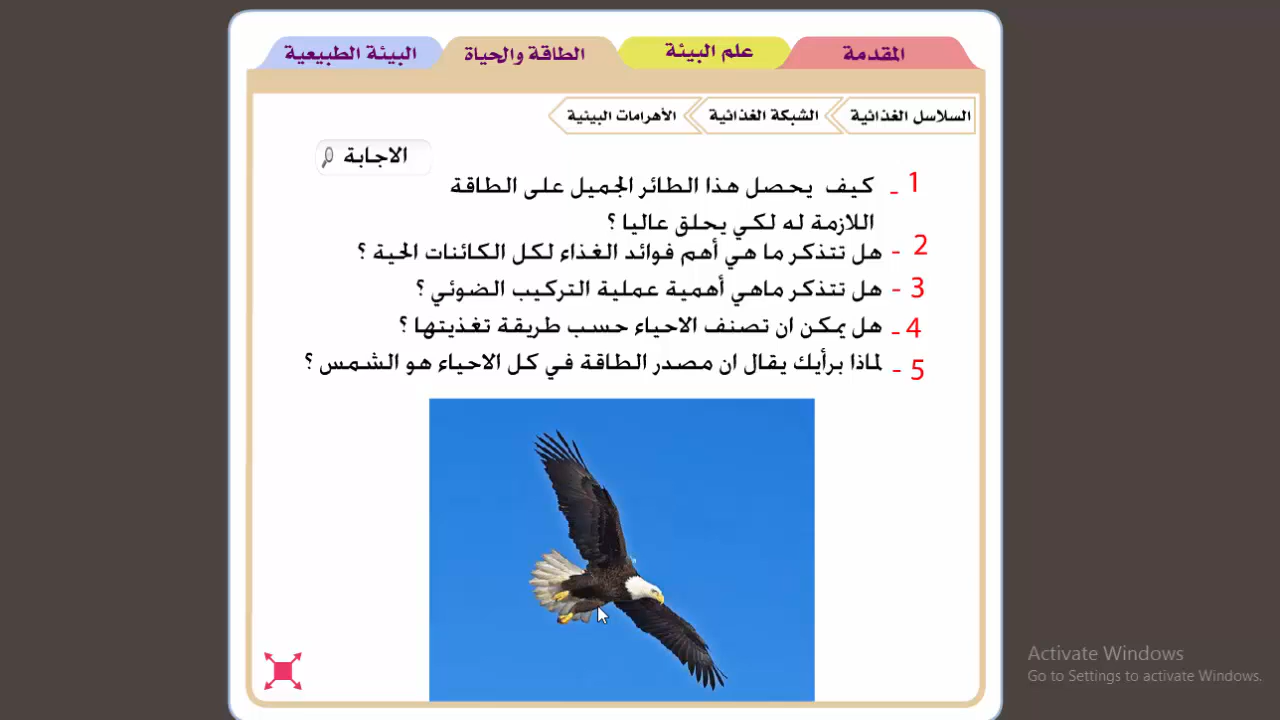 المقدمة
علم البيئة
الطاقة والحياة
البيئة الطبيعية
السلاسل الغذائية
الشبكة الغذائية
الأهرامات البيئية
الاجابة
1 - كيف يحصل هذا الطائر الجميل على الطاقة
اللازمة له لكي يحلق عاليا ؟
2 - هل تتذكر ما هي أهم فوائد الغذاء لكل الكائنات الحية ؟
3 - هل تتذكر ماهي أهمية عملية التركيب الضوئي ؟
4 - هل يمكن ان تصنف الاحياء حسب طريقة تغذيتها ؟
5 - لماذا برأيك يقال ان مصدر الطاقة في كل الاحياء هو الشمس ؟
Activate Windows
Go to Settings to activate Windows.